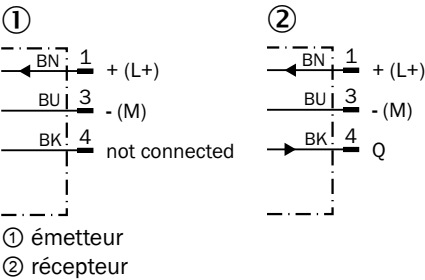 ① ②
BN 1 + (L+) BN 1 + (L+)
BU 3 - (M) BU 3 - (M)
BK 4 not connected BK 4 Q
① émetteur
② récepteur